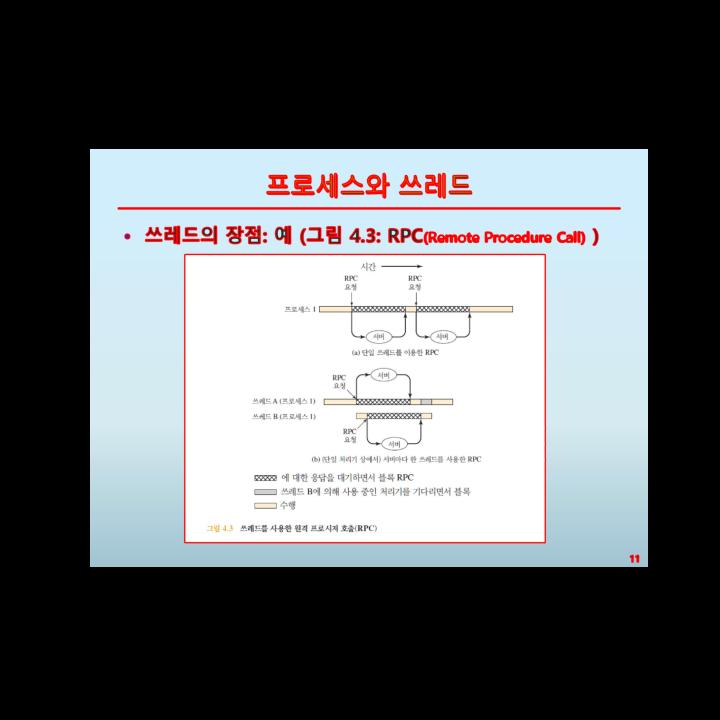 프로세스와 쓰레드
• 쓰레드의 장점: 예 (그림 4.3: RPC(Remote Procedure Call) )
시간
RPC 요청
RPC 요청
프로세스 1
서버
서버
(a) 단일 쓰레드를 이용한 RPC
RPC 요청
서버
쓰레드 A (프로세스 1)
쓰레드 B (프로세스 1)
RPC 요청
서버
(b) (단일 처리기 상에서) 서버마다 한 쓰레드를 사용한 RPC
에 대한 응답을 대기하면서 블록 RPC
쓰레드 B에 의해 사용 중인 처리기를 기다리면서 블록
수행
그림 4.3 쓰레드를 사용한 원격 프로시저 호출(RPC)
11